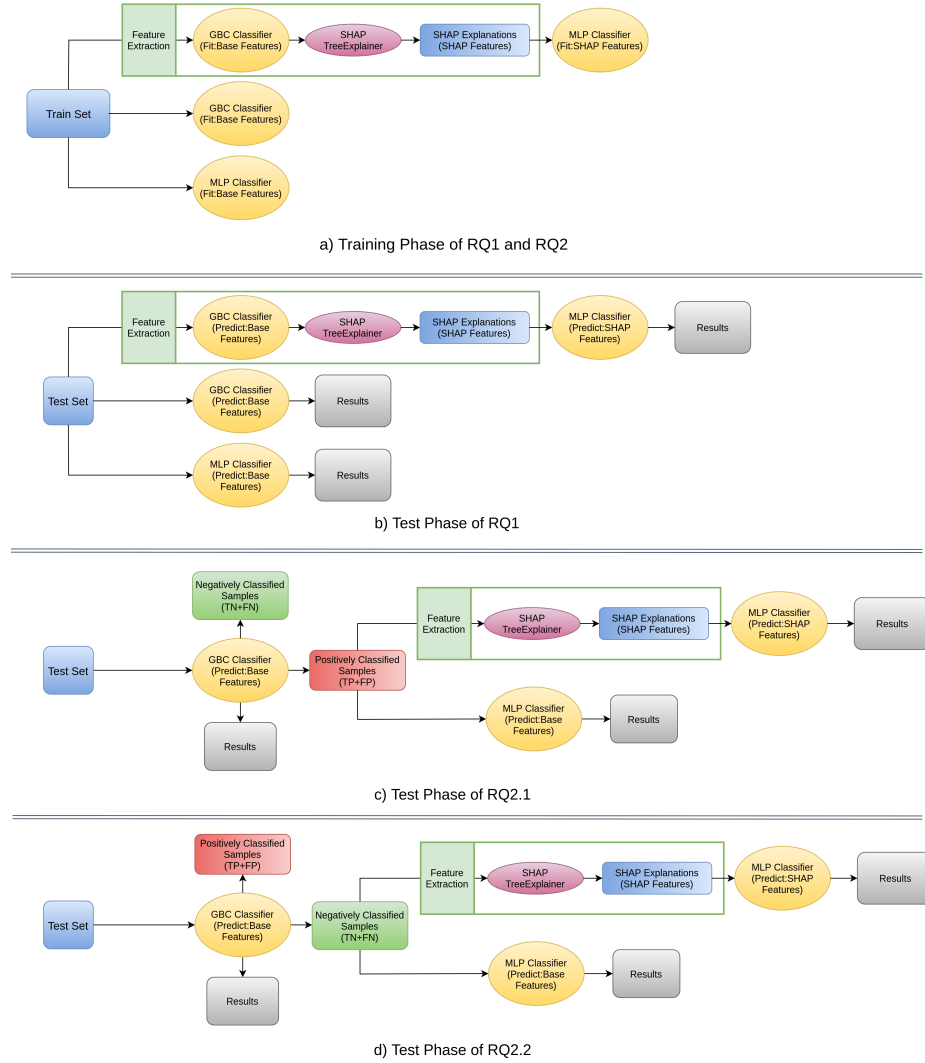 Feature
Extraction
GBC Classifier
(Fit:Base Features)
SHAP
TreeExplainer
SHAP Explanations
(SHAP Features)
MLP Classifier
(Fit:SHAP Features)
Train Set
GBC Classifier
(Fit:Base Features)
MLP Classifier
(Fit:Base Features)
a) Training Phase of RQ1 and RQ2
Feature
Extraction
GBC Classifier
(Predict:Base
Features)
SHAP
TreeExplainer
SHAP Explanations
(SHAP Features)
MLP Classifier
(Predict:SHAP
Features)
Results
Test Set
GBC Classifier
(Predict:Base
Features)
Results
MLP Classifier
(Predict:Base
Features)
Results
b) Test Phase of RQ1
Negatively Classified
Samples
(TN+FN)
Test Set
GBC Classifier
(Predict:Base
Features)
Results
Positively Classified
Samples
(TP+FP)
Feature
Extraction
SHAP
TreeExplainer
SHAP Explanations
(SHAP Features)
MLP Classifier
(Predict:SHAP
Features)
Results
MLP Classifier
(Predict:Base
Features)
Results
c) Test Phase of RQ2.1
Positively Classified
Samples
(TP+FP)
Test Set
GBC Classifier
(Predict:Base
Features)
Results
Negatively Classified
Samples
(TN+FN)
Feature
Extraction
SHAP
TreeExplainer
SHAP Explanations
(SHAP Features)
MLP Classifier
(Predict:SHAP
Features)
Results
MLP Classifier
(Predict:Base
Features)
Results
d) Test Phase of RQ2.2